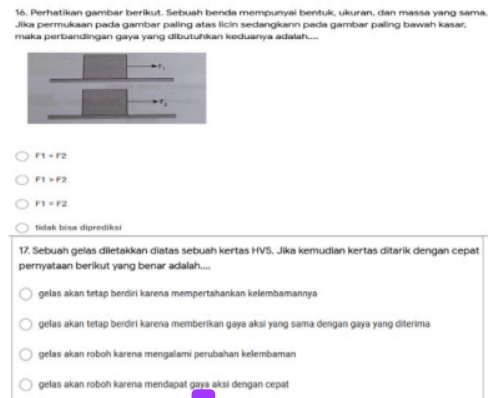 16. Perhatikan gambar berikut. Sebuah benda mempunyai bentuk, ukuran, dan massa yang sama.
Jika permukaan pada gambar paling atas licin sedangkann pada gambar paling bawah kasar,
maka perbandingan gaya yang dibutuhkan keduanya adalah....
F₁
F₂
F1 < F2
F1 > F2
F1 = F2
tidak bisa diprediksi
17. Sebuah gelas diletakkan diatas sebuah kertas HVS. Jika kemudian kertas ditarik dengan cepat
pernyataan berikut yang benar adalah....
gelas akan tetap berdiri karena mempertahankan kelembamannya
gelas akan tetap berdiri karena memberikan gaya aksi yang sama dengan gaya yang diterima
gelas akan roboh karena mengalami perubahan kelembaman
gelas akan roboh karena mendapat gaya aksi dengan cepat